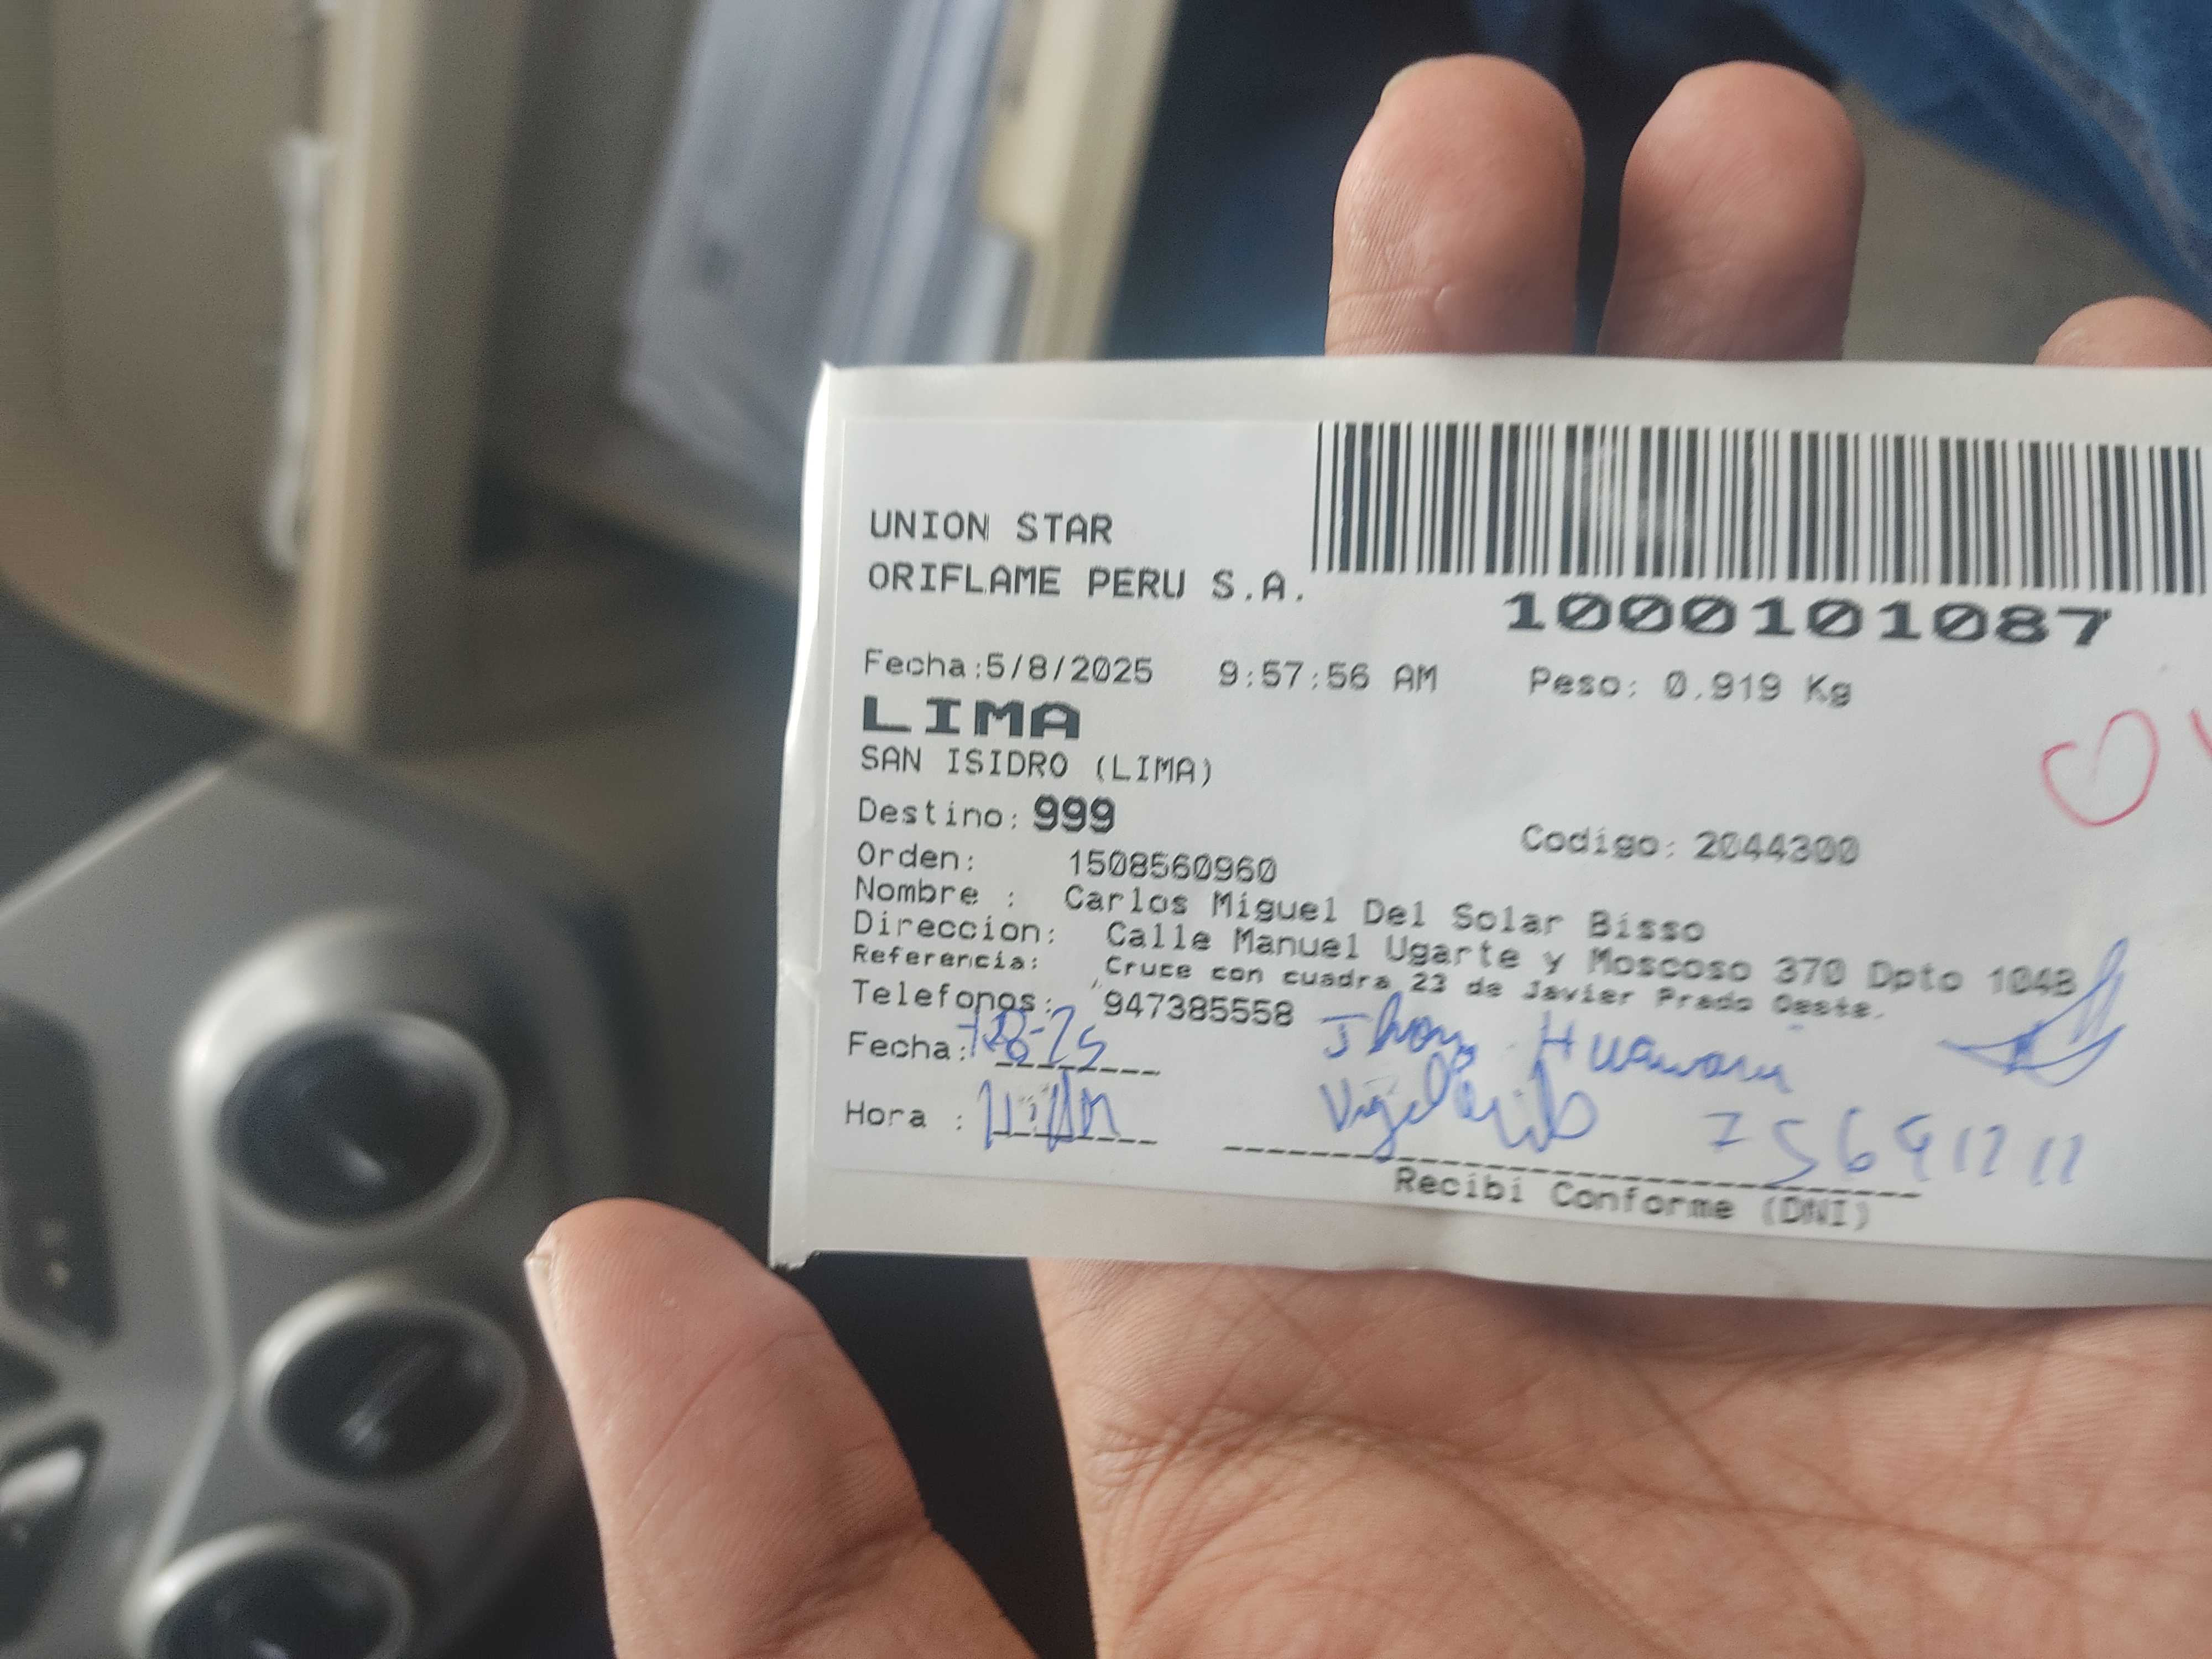 UNION STAR
ORIFLAME PERU S.A.
1000101087
Fecha:5/8/2025 9:57:56 AM Peso: 0.919 Kg
LIMA
SAN ISIDRO (LIMA)
Destino: 999
Codigo: 2044300
Orden: 1508560960
Nombre : Carlos Miguel Del Solar Bisso
Direccion: Calle Manuel Ugarte y Moscoso 370 Dpto 104B
Referencia: Cruce con cuadra 23 de Javier Prado Oeste.
Telefonos: 947385558
Fecha:
Jhon
Hora :
Recibi Conforme (DNI)